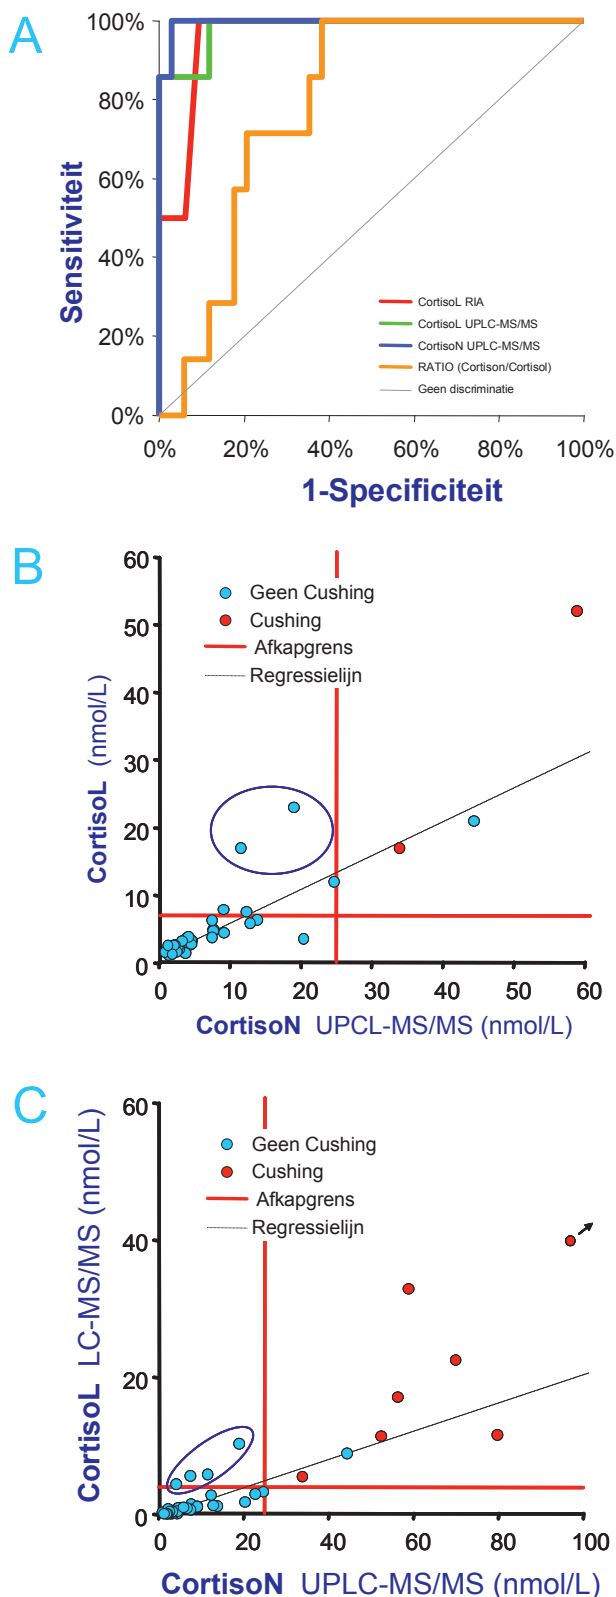 A
100%
80%
60%
40%
20%
0%
Sensitiviteit
CortisoL RIA
CortisoL UPLC-MS/MS
CortisoN UPLC-MS/MS
RATIO (Cortison/Cortisol)
Geen discriminatie
0% 20% 40% 60% 80% 100%
1-Specificiteit
B
60
50
40
30
20
10
0
CortisoL (nmol/L)
Geen Cushing
Cushing
Afkapgrens
Regressielijn
0 10 20 30 40 50 60
CortisoN UPCL-MS/MS (nmol/L)
C
60
40
20
0
CortisoL LC-MS/MS (nmol/L)
Geen Cushing
Cushing
Afkapgrens
Regressielijn
0 20 40 60 80 100
CortisoN UPLC-MS/MS (nmol/L)